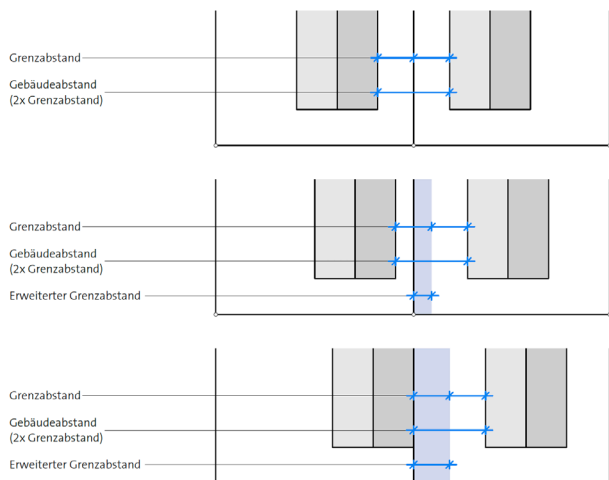 Grenzabstand
Gebäudeabstand
(2x Grenzabstand)
Grenzabstand
Gebäudeabstand
(2x Grenzabstand)
Erweiterter Grenzabstand
Grenzabstand
Gebäudeabstand
(2x Grenzabstand)
Erweiterter Grenzabstand